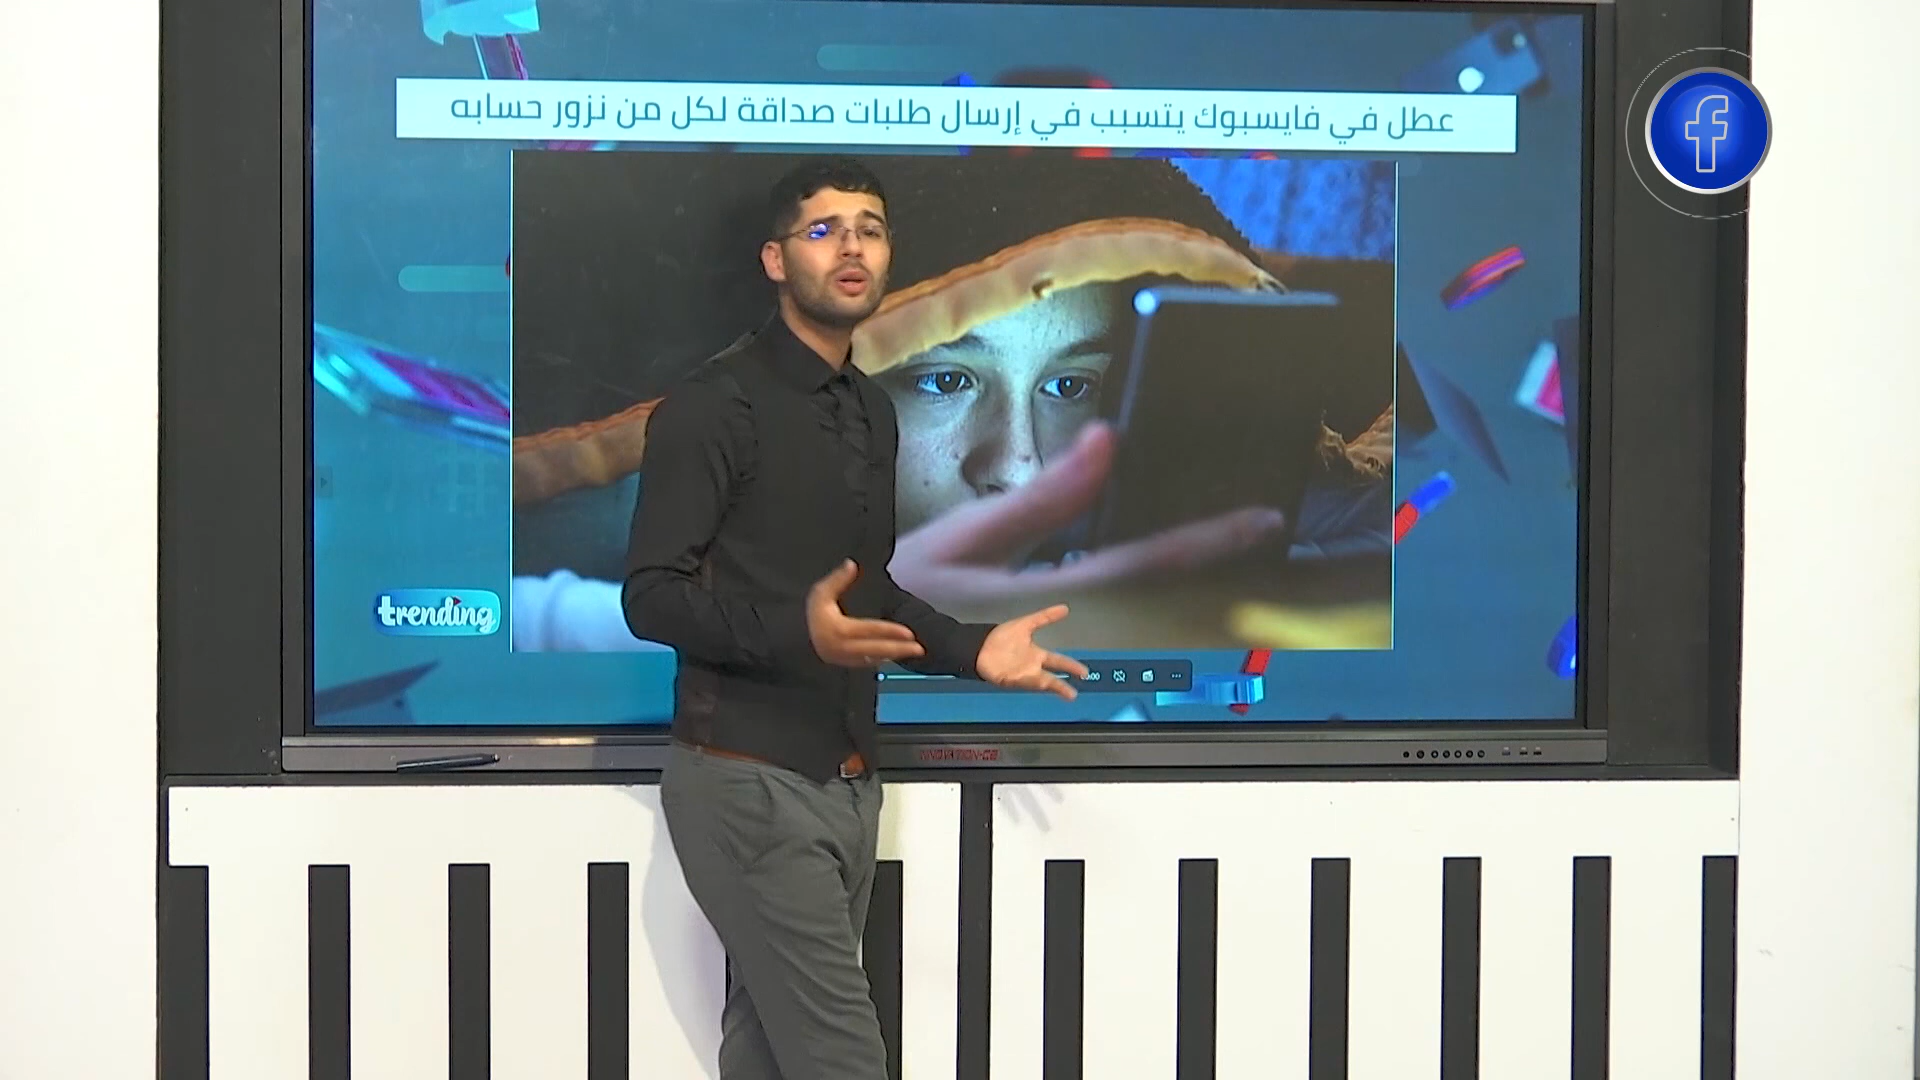 عطل في فايسبوك يتسبب في إرسال طلبات صداقة لكل من نزور حسابه
f
trending